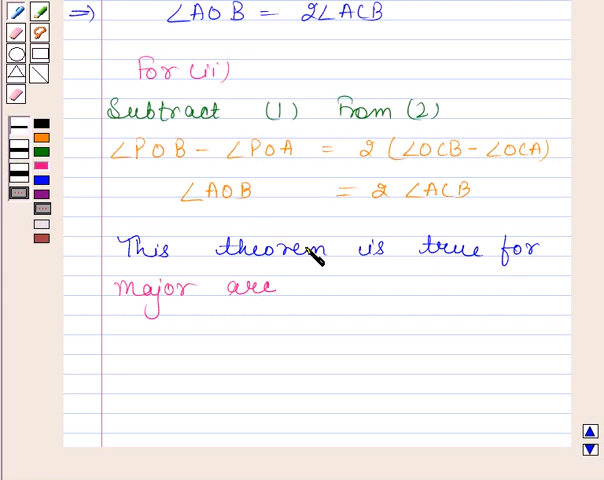 ⇒ ∠AOB = 2∠ACB
For (ii)
Subtract (1) From (2)
∠POB - ∠POA = 2 (∠OCB - ∠OCA)
∠AOB = 2 ∠ACB
This theorem is true for
major arc